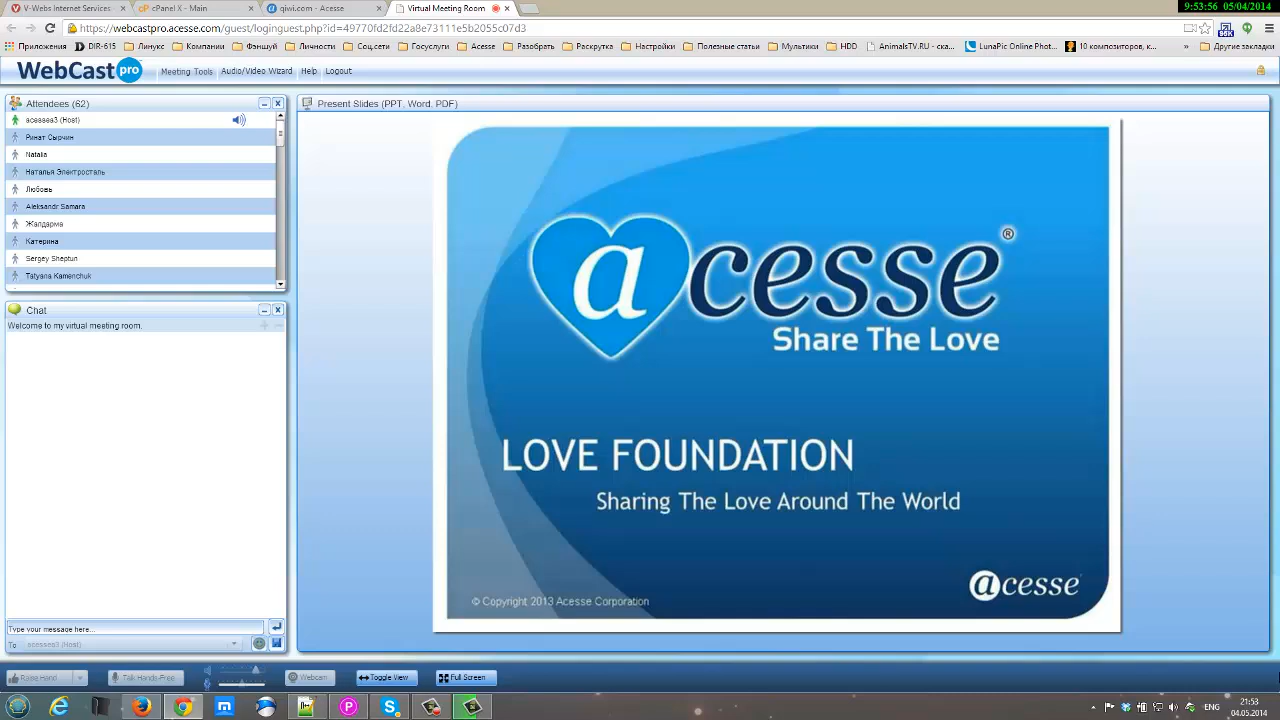 V-Webs Internet Services
cPanel X - Main
qiwi.com - Acesse
Virtual Meeting Room
9:53:56 05/04/2014
https://webcastpro.acesse.com/guest/loginguest.php?id=49770fd2fd22a8e73111e5b2055c07d3
Приложения
DIR-615
Линукс
Компании
Фэншуй
Личности
Соц.сети
Госуслуги
Acesse
Разобрать
Раскрутка
Настройки
Полезные статьи
Мультики
HDD
AnimalsTV.RU - ска...
LunaPic Online Phot...
10 композиторов, к...
»
Другие закладки
WebCast pro
Meeting Tools
Audio/Video Wizard
Help
Logout
Attendees (62)
acessea3 (Host)
Ринат Сырчин
Natalia
Наталья Электросталь
Любовь
Aleksandr Samara
Жалдарма
Катерина
Sergey Sheptun
Tatyana Kamenchuk
Chat
Welcome to my virtual meeting room.
Type your message here...
To
acessea3 (Host)
Present Slides (PPT, Word, PDF)
acesse®
Share The Love
LOVE FOUNDATION
Sharing The Love Around The World
© Copyright 2013 Acesse Corporation
acesse
Raise Hand
Talk Hands-Free
Webcam
Toggle View
Full Screen
ENG
21:53
04.05.2014